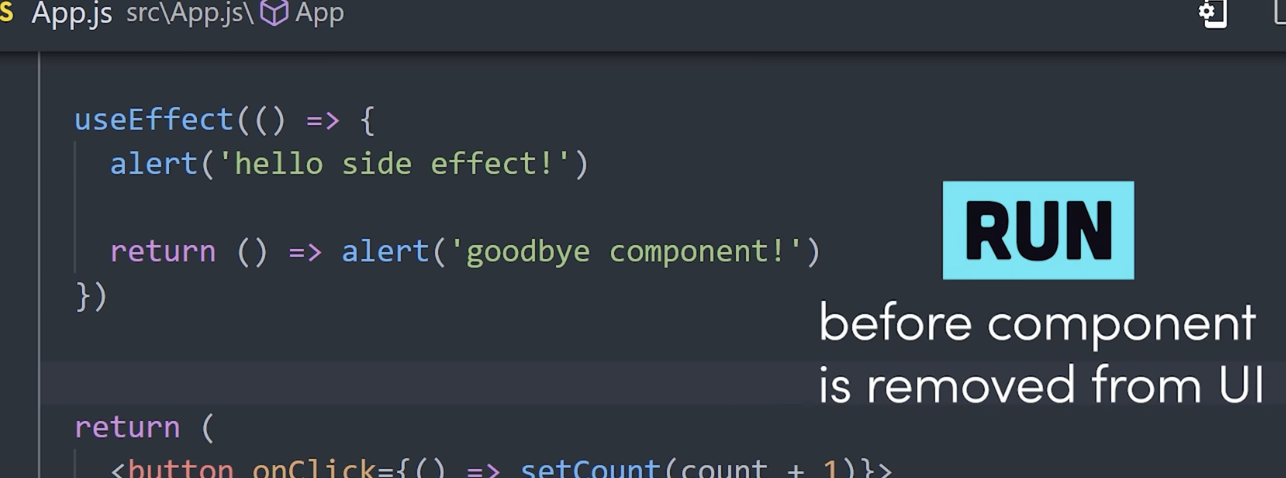 S App.js src\App.js\ App
useEffect(() => {
alert('hello side effect!')
return () => alert('goodbye component!')
})
RUN
before component
is removed from UI
return (
<button onClick={() => setCount(count + 1)}>